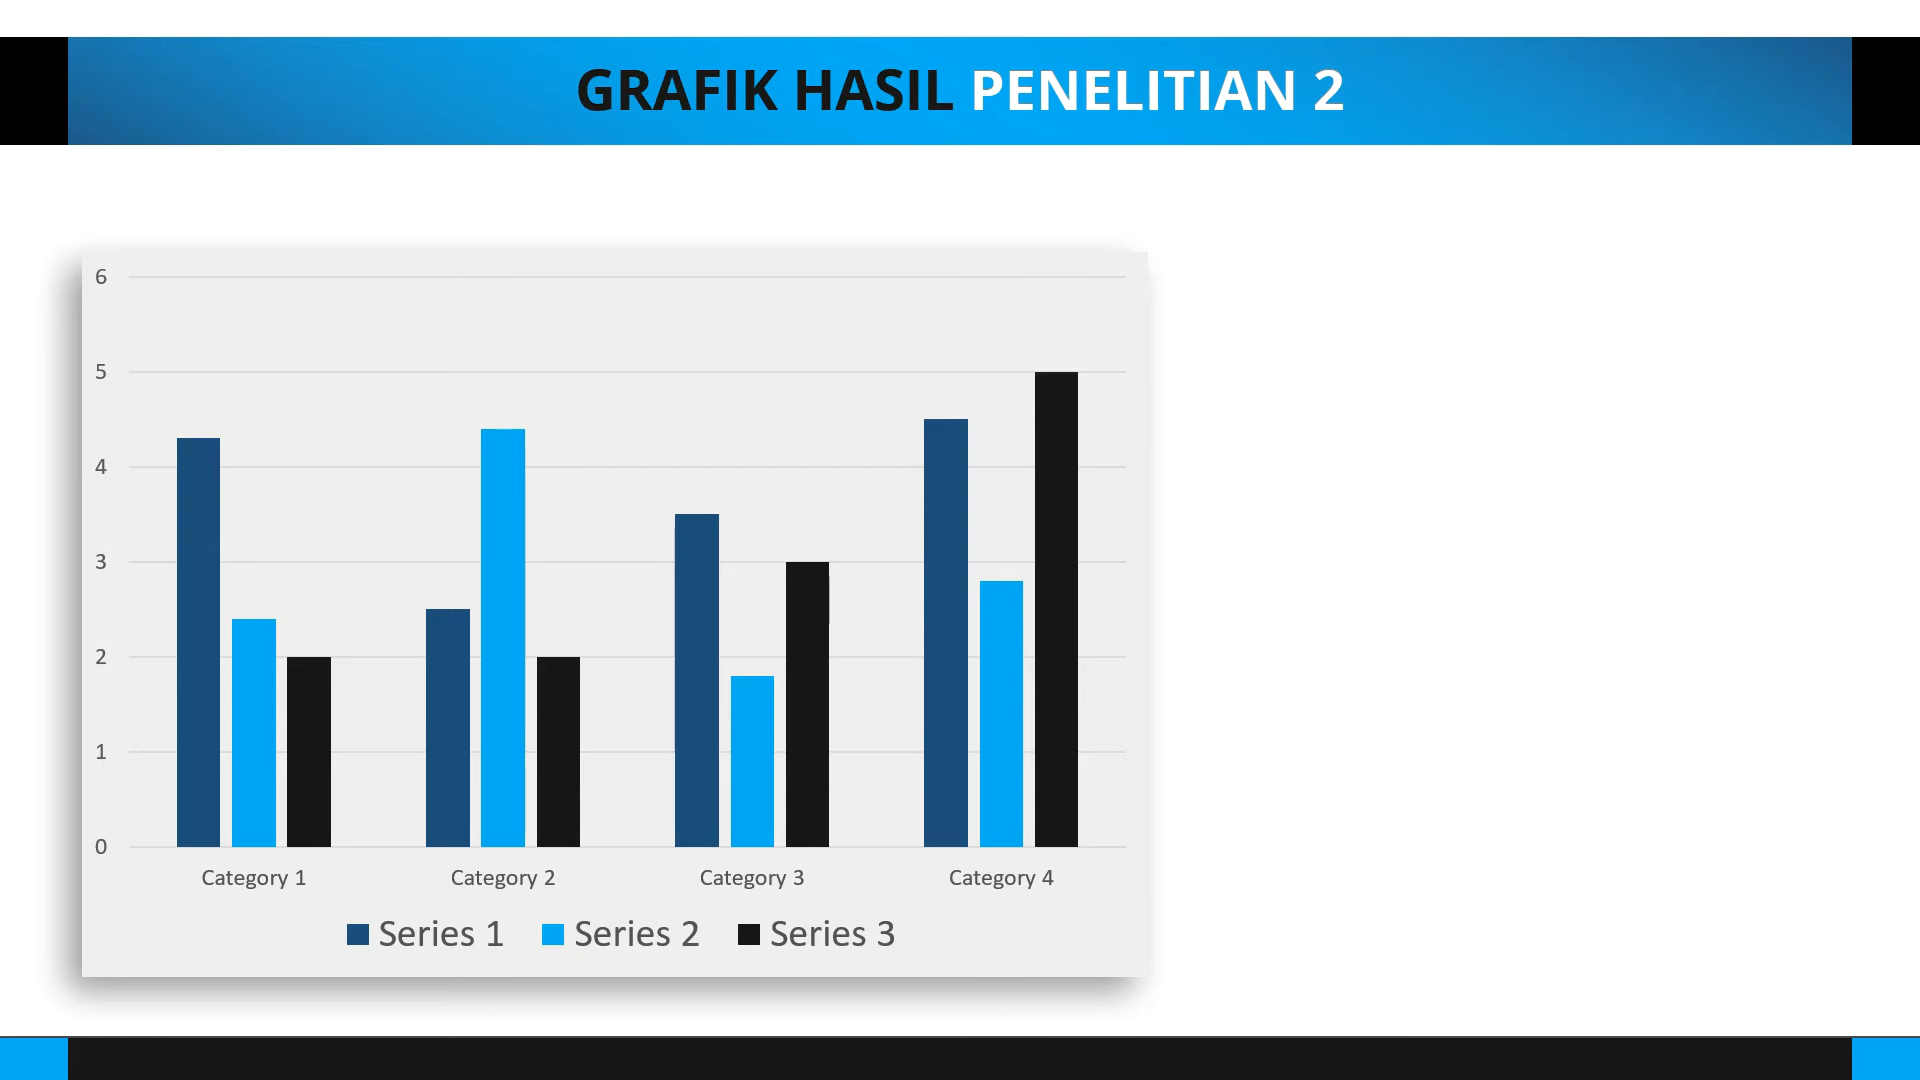 GRAFIK HASIL PENELITIAN 2
6
5
4
3
2
1
0
Category 1 Category 2 Category 3 Category 4
Series 1 Series 2 Series 3